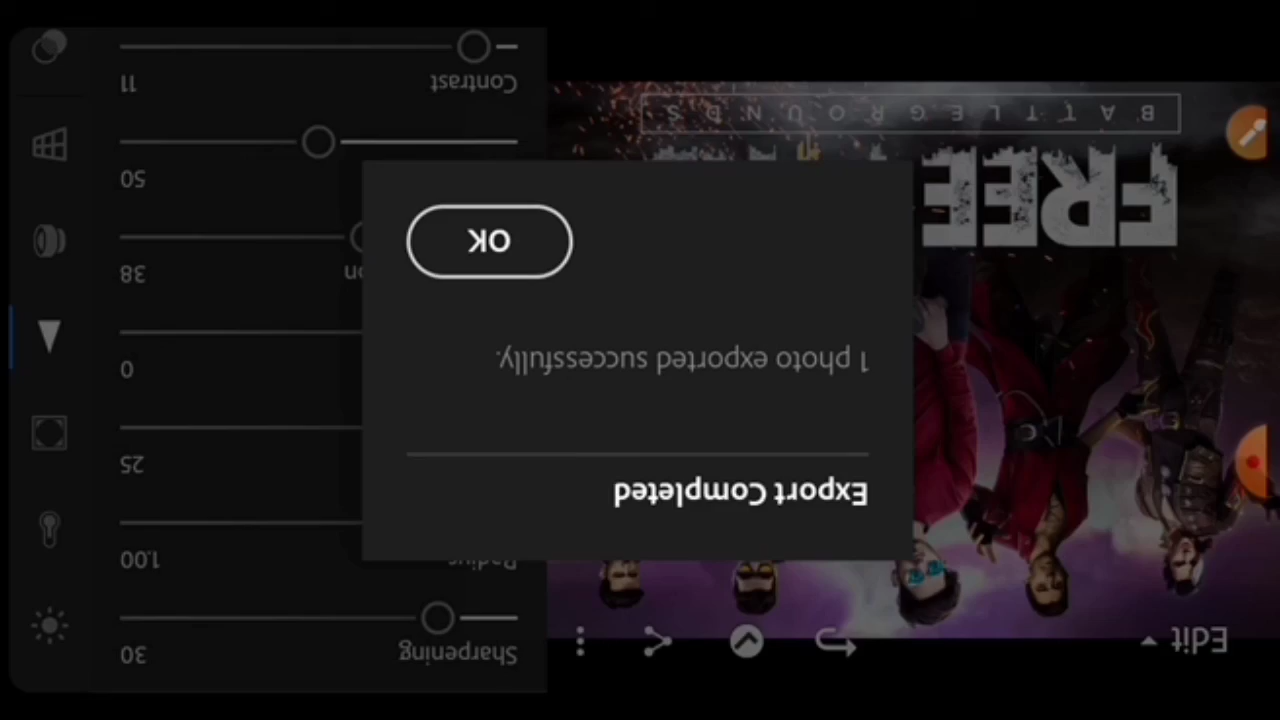 Edit
Sharpening 30
Radius 1.00
25
0
38
50
Contrast 11
Export Completed
1 photo exported successfully.
OK
FREE
BATTLEGROUNDS